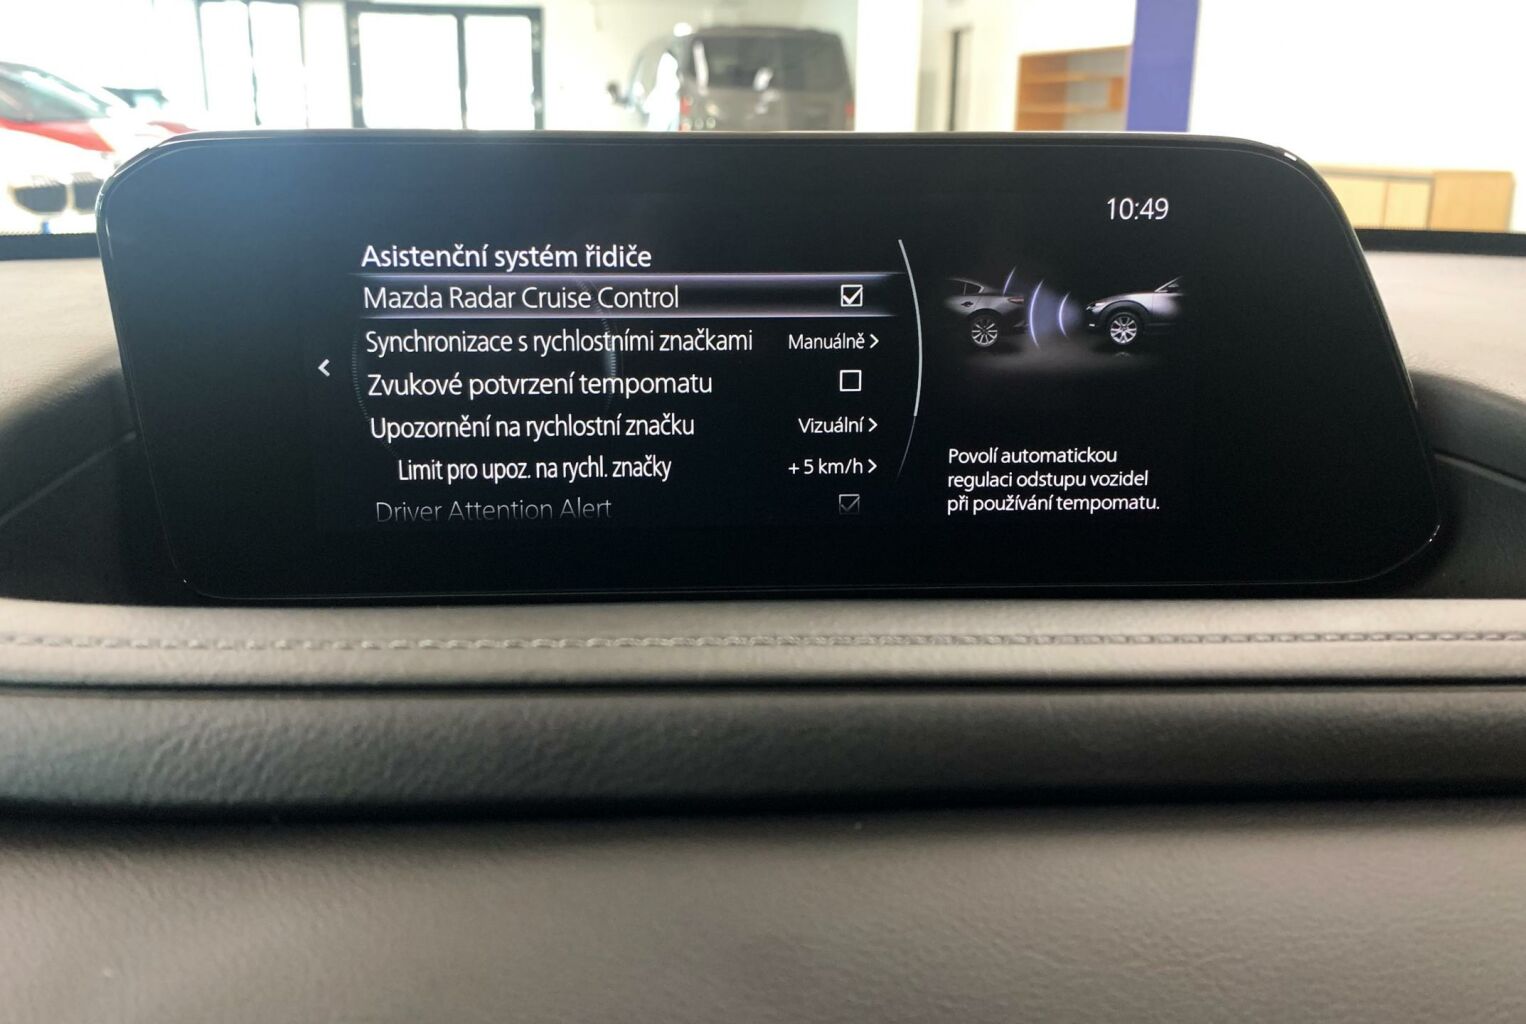 10:49
Asistenční systém řidiče
Mazda Radar Cruise Control
Synchronizace s rychlostními značkami Manuálně >
Zvukové potvrzení tempomatu
Upozornění na rychlostní značku Vizuální >
Limit pro upoz. na rychl. značky + 5 km/h >
Driver Attention Alert
Povolí automatickou
regulaci odstupu vozidel
při používání tempomatu.